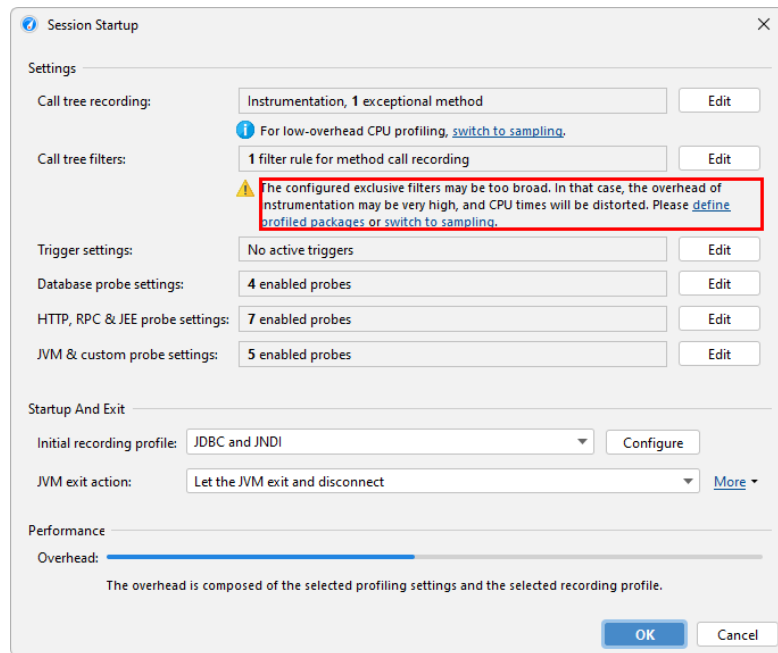 Session Startup
Settings
Call tree recording: Instrumentation, 1 exceptional method Edit
For low-overhead CPU profiling, switch to sampling.
Call tree filters: 1 filter rule for method call recording Edit
The configured exclusive filters may be too broad. In that case, the overhead of
instrumentation may be very high, and CPU times will be distorted. Please define
profiled packages or switch to sampling.
Trigger settings: No active triggers Edit
Database probe settings: 4 enabled probes Edit
HTTP, RPC & JEE probe settings: 7 enabled probes Edit
JVM & custom probe settings: 5 enabled probes Edit
Startup And Exit
Initial recording profile: JDBC and JNDI Configure
JVM exit action: Let the JVM exit and disconnect More
Performance
Overhead:
The overhead is composed of the selected profiling settings and the selected recording profile.
OK Cancel